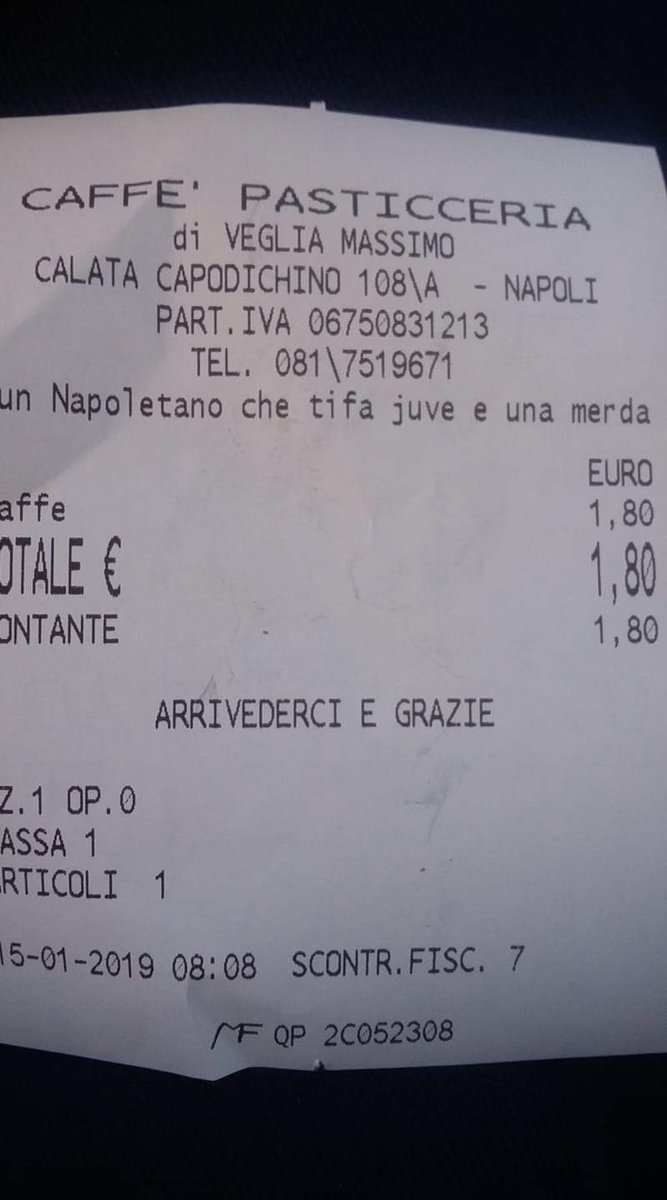 CAFFE' PASTICCERIA
di VEGLIA MASSIMO
CALATA CAPODICHINO 108\A - NAPOLI
PART.IVA 06750831213
TEL. 081\7519671
un Napoletano che tifa juve e una merda
EURO
affe 1,80
OTALE € 1,80
ONTANTE 1,80
ARRIVEDERCI E GRAZIE
Z.1 OP.0
ASSA 1
RTICOLI 1
15-01-2019 08:08 SCONTR.FISC. 7
MF QP 2C052308